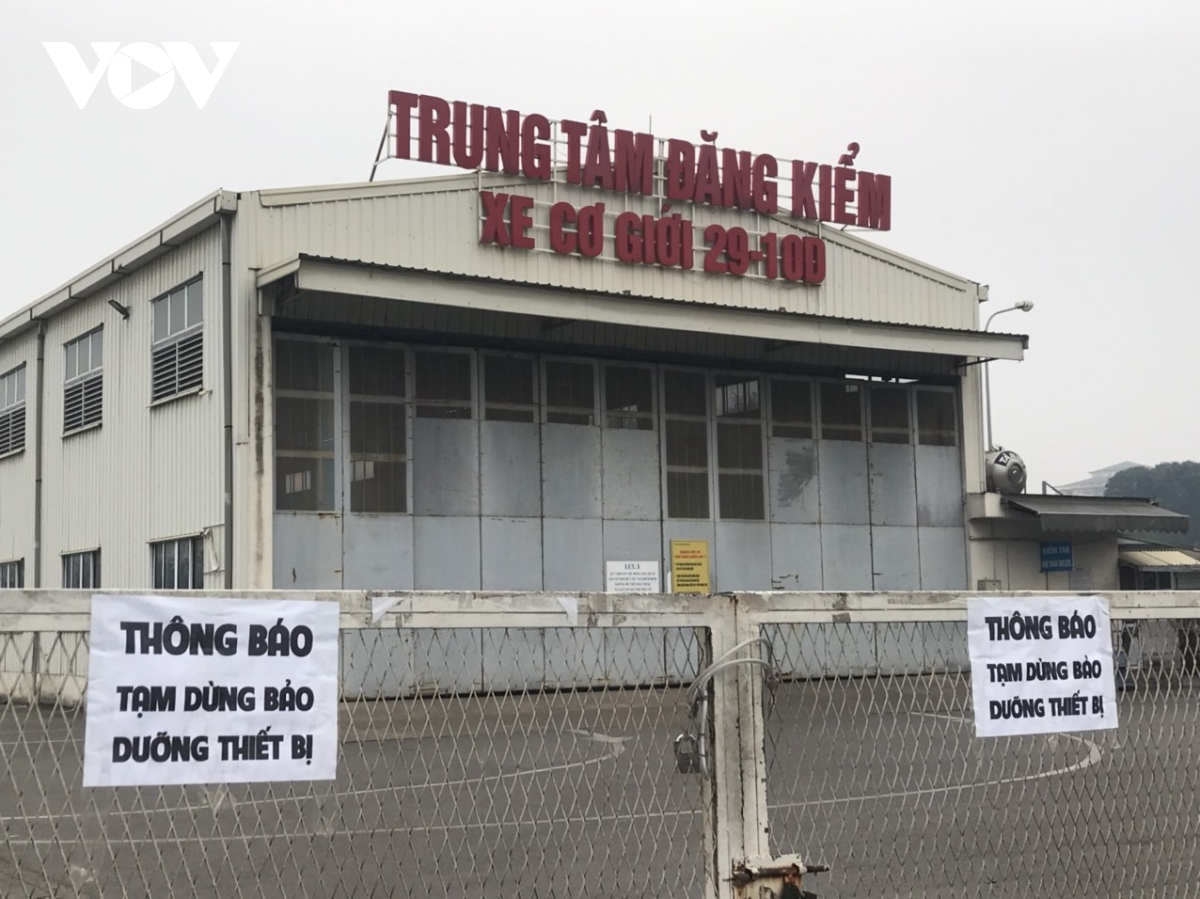 VOV
TRUNG TÂM ĐĂNG KIỂM
XE CƠ GIỚI 29-10D
LƯU Ý
THÔNG BÁO
TẠM DỪNG BẢO
DƯỠNG THIẾT BỊ
THÔNG BÁO
TẠM DỪNG BẢO
DƯỠNG THIẾT BỊ